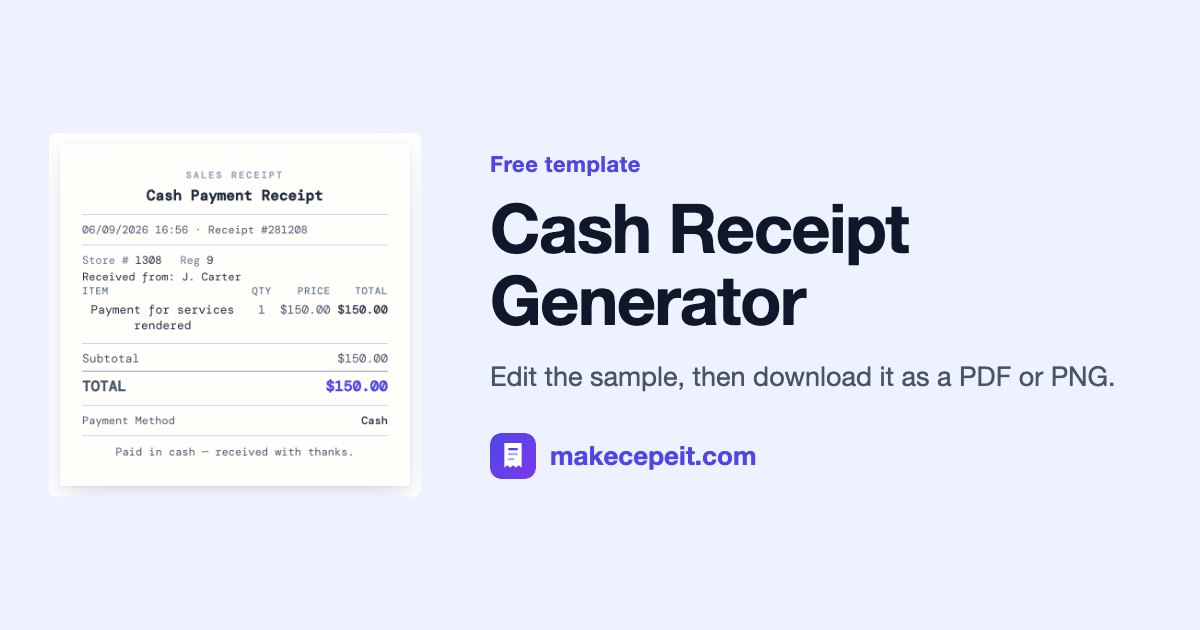 SALES RECEIPT
Cash Payment Receipt
06/09/2026 16:56 · Receipt #281208
Store # 1308 Reg 9
Received from: J. Carter
ITEM QTY PRICE TOTAL
Payment for services 1 $150.00 $150.00
rendered
Subtotal $150.00
TOTAL $150.00
Payment Method Cash
Paid in cash — received with thanks.
Free template
Cash Receipt
Generator
Edit the sample, then download it as a PDF or PNG.
makecepeit.com